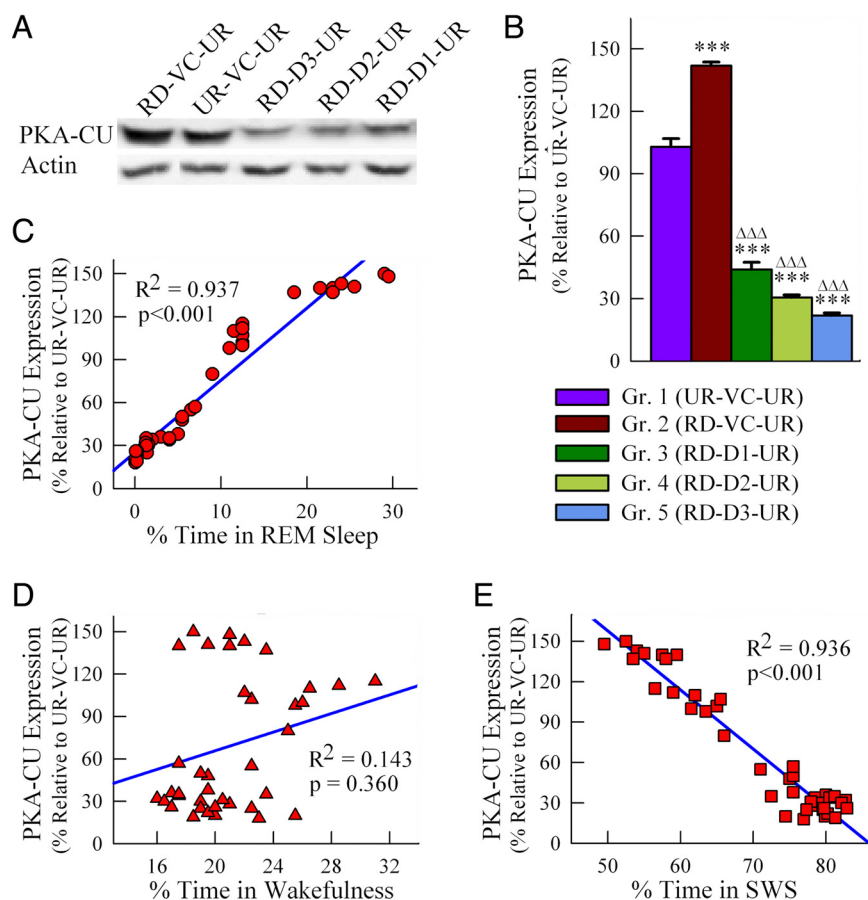 A
RD-VC-UR
UR-VC-UR
RD-D3-UR
RD-D2-UR
RD-D1-UR
PKA-CU
Actin
B
PKA-CU Expression
(% Relative to UR-VC-UR)
150
120
90
60
30
0
***
ΔΔΔ
***
ΔΔΔ
***
ΔΔΔ
***
Gr. 1 (UR-VC-UR)
Gr. 2 (RD-VC-UR)
Gr. 3 (RD-D1-UR)
Gr. 4 (RD-D2-UR)
Gr. 5 (RD-D3-UR)
C
PKA-CU Expression
(% Relative to UR-VC-UR)
150
120
90
60
30
0
R² = 0.937
p<0.001
0 10 20 30
% Time in REM Sleep
D
PKA-CU Expression
(% Relative to UR-VC-UR)
150
120
90
60
30
0
R² = 0.143
p = 0.360
16 20 24 28 32
% Time in Wakefulness
E
PKA-CU Expression
(% Relative to UR-VC-UR)
150
120
90
60
30
0
R² = 0.936
p<0.001
50 60 70 80
% Time in SWS